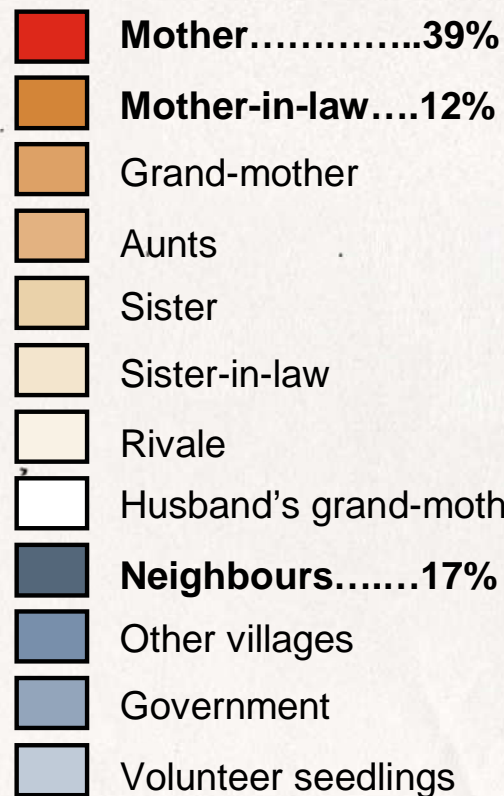 Mother…………..39%
Mother-in-law….12%
Grand-mother
Aunts
Sister
Sister-in-law
Rivale
Husband’s grand-moth
Neighbours….…17%
Other villages
Government
Volunteer seedlings